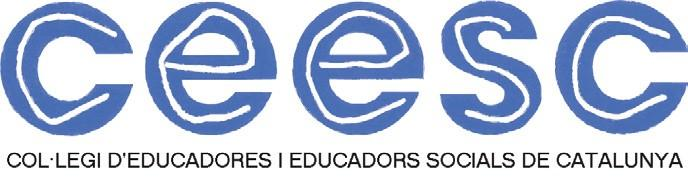 ceesc
COL·LEGI D'EDUCADORES I EDUCADORS SOCIALS DE CATALUNYA